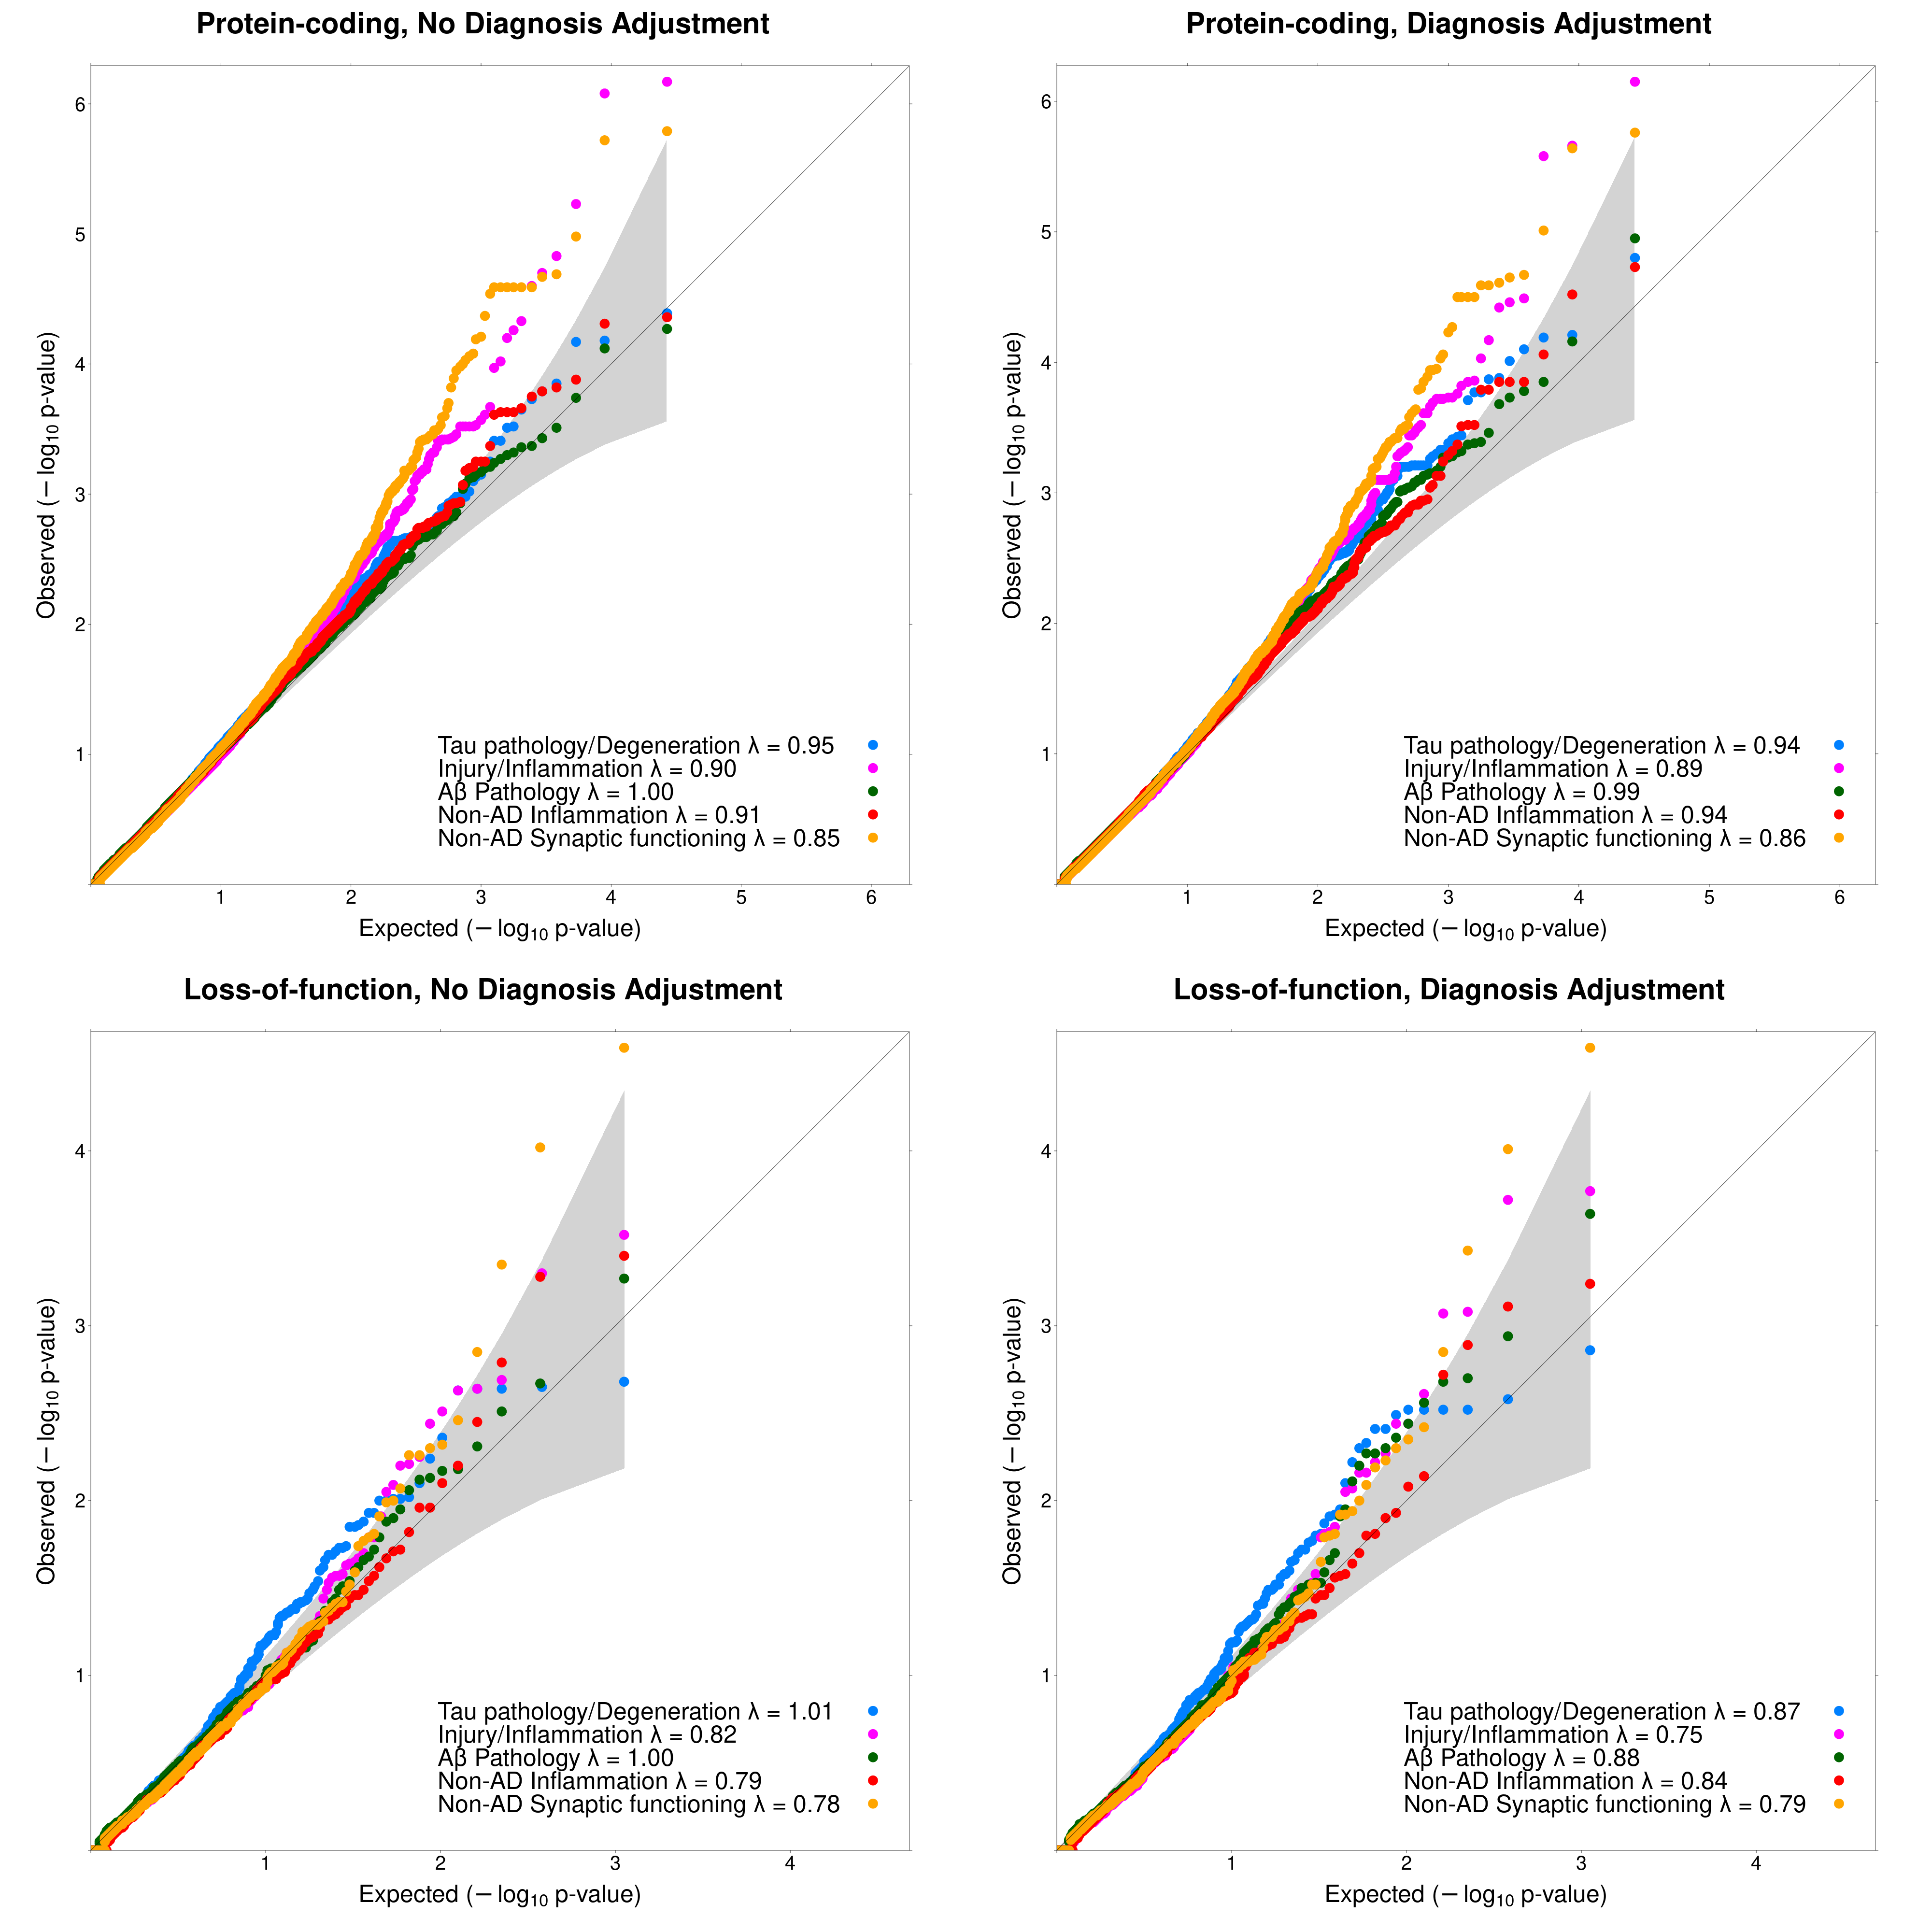 Protein-coding, No Diagnosis Adjustment
6
5
4
3
2
1
Observed (− log10 p-value)
Tau pathology/Degeneration λ = 0.95
Injury/Inflammation λ = 0.90
Aβ Pathology λ = 1.00
Non-AD Inflammation λ = 0.91
Non-AD Synaptic functioning λ = 0.85
1 2 3 4 5 6
Expected (− log10 p-value)
Protein-coding, Diagnosis Adjustment
6
5
4
3
2
1
Observed (− log10 p-value)
Tau pathology/Degeneration λ = 0.94
Injury/Inflammation λ = 0.89
Aβ Pathology λ = 0.99
Non-AD Inflammation λ = 0.94
Non-AD Synaptic functioning λ = 0.86
1 2 3 4 5 6
Expected (− log10 p-value)
Loss-of-function, No Diagnosis Adjustment
4
3
2
1
Observed (− log10 p-value)
Tau pathology/Degeneration λ = 1.01
Injury/Inflammation λ = 0.82
Aβ Pathology λ = 1.00
Non-AD Inflammation λ = 0.79
Non-AD Synaptic functioning λ = 0.78
1 2 3 4
Expected (− log10 p-value)
Loss-of-function, Diagnosis Adjustment
4
3
2
1
Observed (− log10 p-value)
Tau pathology/Degeneration λ = 0.87
Injury/Inflammation λ = 0.75
Aβ Pathology λ = 0.88
Non-AD Inflammation λ = 0.84
Non-AD Synaptic functioning λ = 0.79
1 2 3 4
Expected (− log10 p-value)